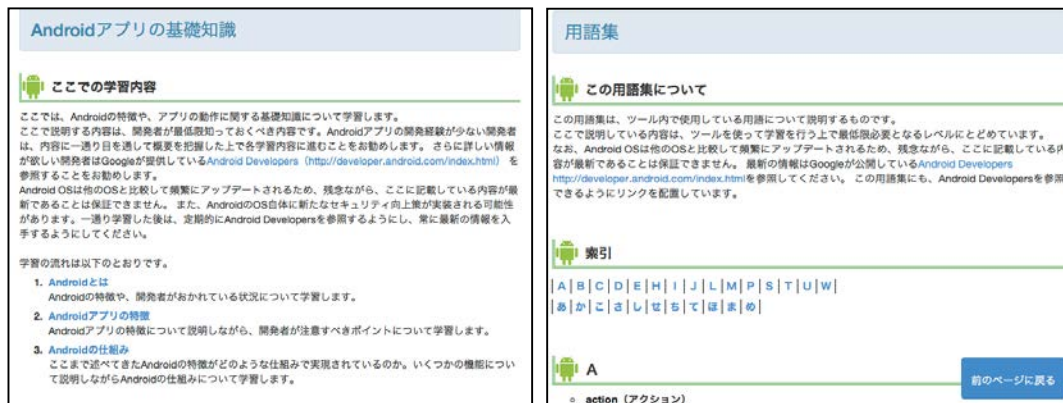 Androidアプリの基礎知識
ここでの学習内容
ここでは、Androidの特徴や、アプリの動作に関する基礎知識について学習します。
ここで説明する内容は、開発者が最低限知っておくべき内容です。Androidアプリの開発経験が少ない開発者
は、内容に一通り目を通して概要を把握した上で各学習内容に進むことをお勧めします。 さらに詳しい情報
が欲しい開発者はGoogleが提供しているAndroid Developers（http://developer.android.com/index.html） を
参照することをお勧めします。
Android OSは他のOSと比較して頻繁にアップデートされるため、残念ながら、ここに記載している内容が最
新であることは保証できません。 また、AndroidのOS自体に新たなセキュリティ向上策が実装される可能性
があります。一通り学習した後は、定期的にAndroid Developersを参照するようにし、常に最新の情報を入
手するようにしてください。
学習の流れは以下のとおりです。
1. Androidとは
Androidの特徴や、開発者がおかれている状況について学習します。
2. Androidアプリの特徴
Androidアプリの特徴について説明しながら、開発者が注意すべきポイントについて学習します。
3. Androidの仕組み
ここまで述べてきたAndroidの特徴がどのような仕組みで実現されているのか。いくつかの機能につい
て説明しながらAndroidの仕組みについて学習します。
用語集
この用語集について
この用語集は、ツール内で使用している用語について説明するものです。
ここで説明している内容は、ツールを使って学習を行う上で最低限必要となるレベルにとどめています。
なお、Android OSは他のOSと比較して頻繁にアップデートされるため、残念ながら、ここに記載している内
容が最新であることは保証できません。 最新の情報はGoogleが公開しているAndroid Developers
http://developer.android.com/index.htmlを参照してください。 この用語集にも、Android Developersを参照
できるようにリンクを配置しています。
索引
|A|B|C|D|E|H|I|J|L|M|P|S|T|U|W|
|あ|か|こ|さ|し|せ|ち|て|ほ|ま|め|
A
前のページに戻る
action（アクション）